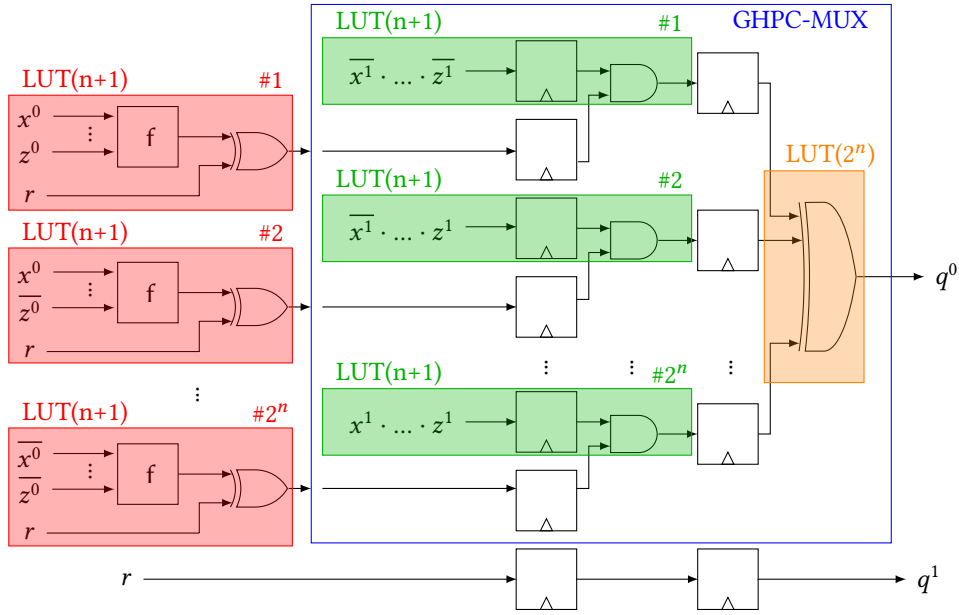 GHPC-MUX
LUT(n+1) #1
x̅¹ · ... · z̅¹
LUT(n+1) #1
x⁰
⋮
z⁰
f
r
LUT(2ⁿ)
LUT(n+1) #2
x̅¹ · ... · z¹
LUT(n+1) #2
x⁰
⋮
z̅⁰
f
r
q⁰
⋮ ⋮ ⋮
LUT(n+1) #2ⁿ
x¹ · ... · z¹
⋮
LUT(n+1) #2ⁿ
x̅⁰
⋮
z̅⁰
f
r
r q¹